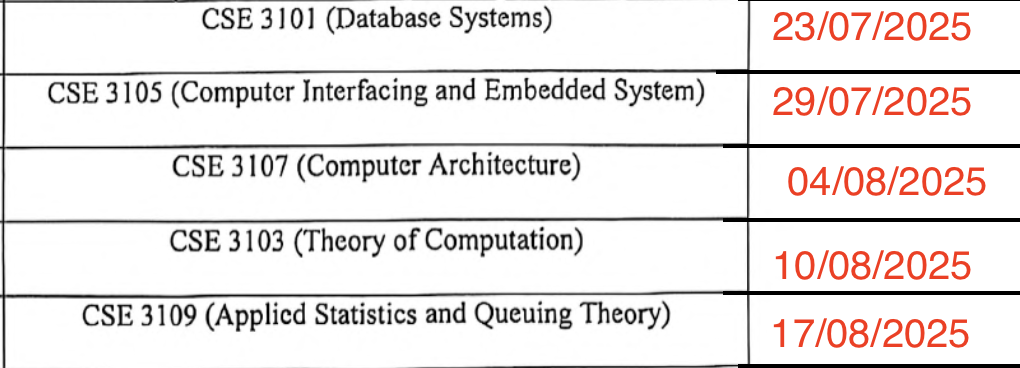 CSE 3101 (Database Systems) 23/07/2025
CSE 3105 (Computer Interfacing and Embedded System) 29/07/2025
CSE 3107 (Computer Architecture) 04/08/2025
CSE 3103 (Theory of Computation) 10/08/2025
CSE 3109 (Applied Statistics and Queuing Theory) 17/08/2025